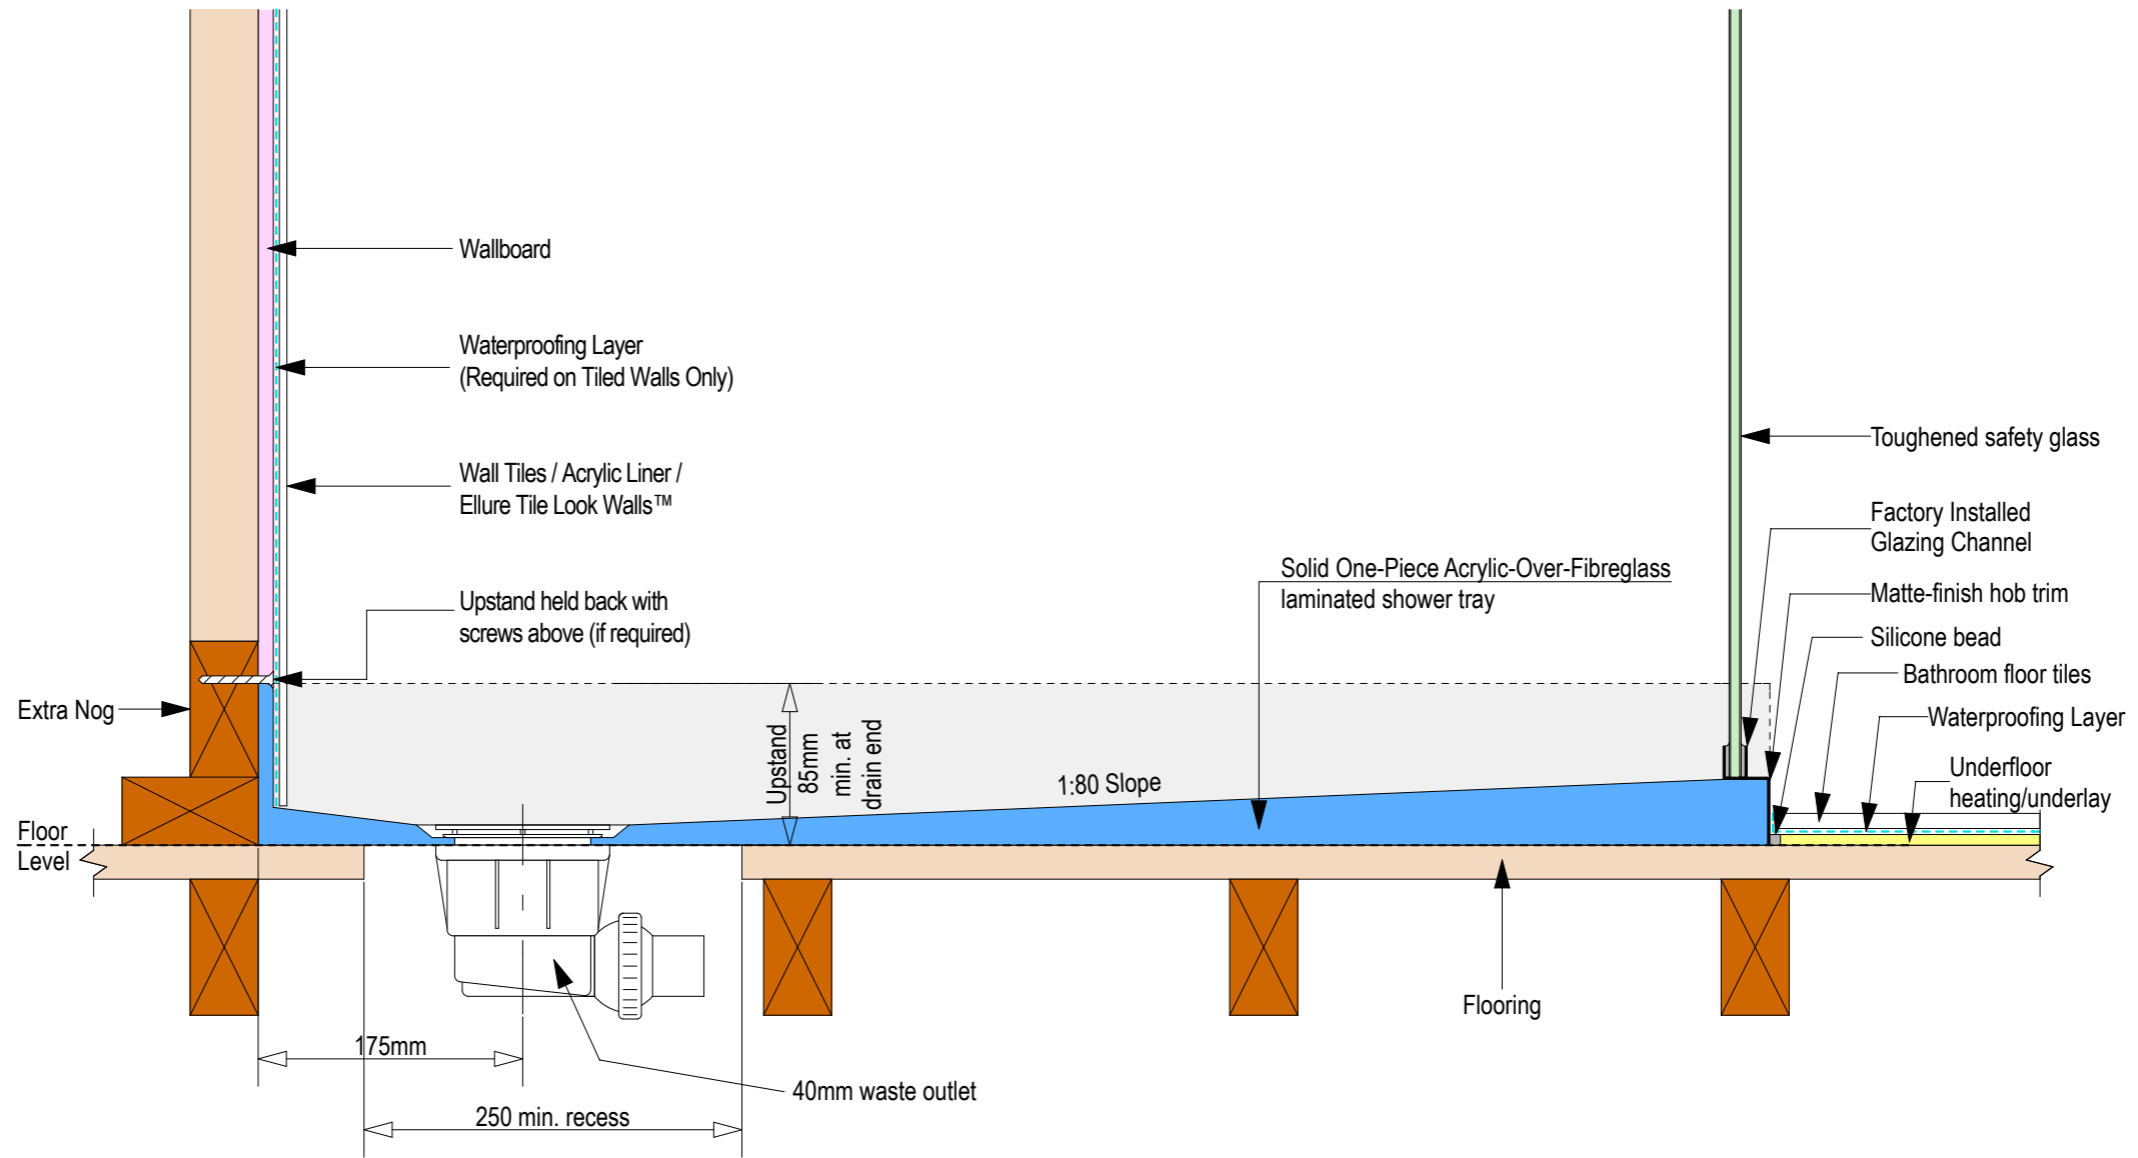 Wallboard
Waterproofing Layer
(Required on Tiled Walls Only)
Wall Tiles / Acrylic Liner /
Ellure Tile Look Walls™
Upstand held back with
screws above (if required)
Extra Nog
Floor
Level
Upstand
85mm
min. at
drain end
1:80 Slope
Solid One-Piece Acrylic-Over-Fibreglass
laminated shower tray
Toughened safety glass
Factory Installed
Glazing Channel
Matte-finish hob trim
Silicone bead
Bathroom floor tiles
Waterproofing Layer
Underfloor
heating/underlay
Flooring
175mm
40mm waste outlet
250 min. recess